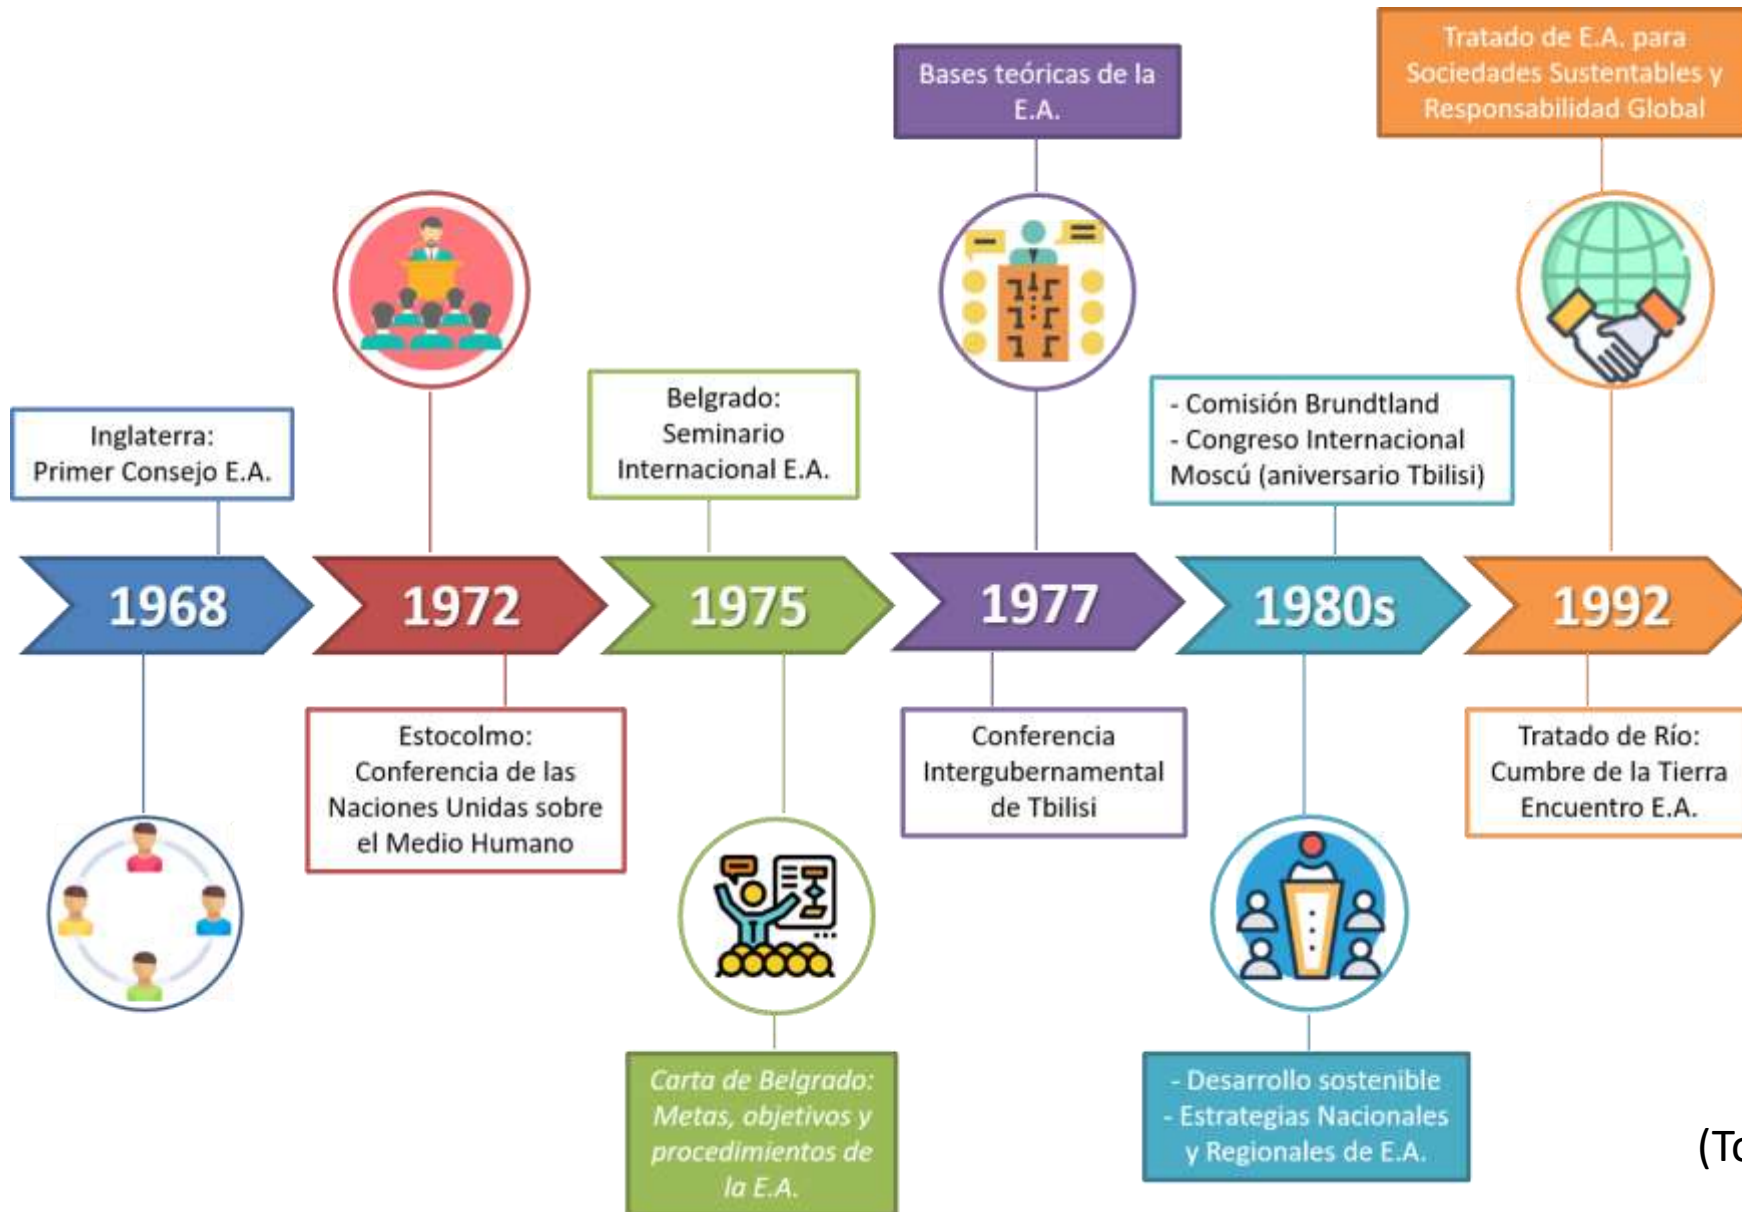 Inglaterra:
Primer Consejo E.A.
1968
1972
Estocolmo:
Conferencia de las
Naciones Unidas sobre
el Medio Humano
Belgrado:
Seminario
Internacional E.A.
1975
Carta de Belgrado:
Metas, objetivos y
procedimientos de
la E.A.
Bases teóricas de la
E.A.
1977
Conferencia
Intergubernamental
de Tbilisi
- Comisión Brundtland
- Congreso Internacional
Moscú (aniversario Tbilisi)
1980s
- Desarrollo sostenible
- Estrategias Nacionales
y Regionales de E.A.
Tratado de E.A. para
Sociedades Sustentables y
Responsabilidad Global
1992
Tratado de Río:
Cumbre de la Tierra
Encuentro E.A.